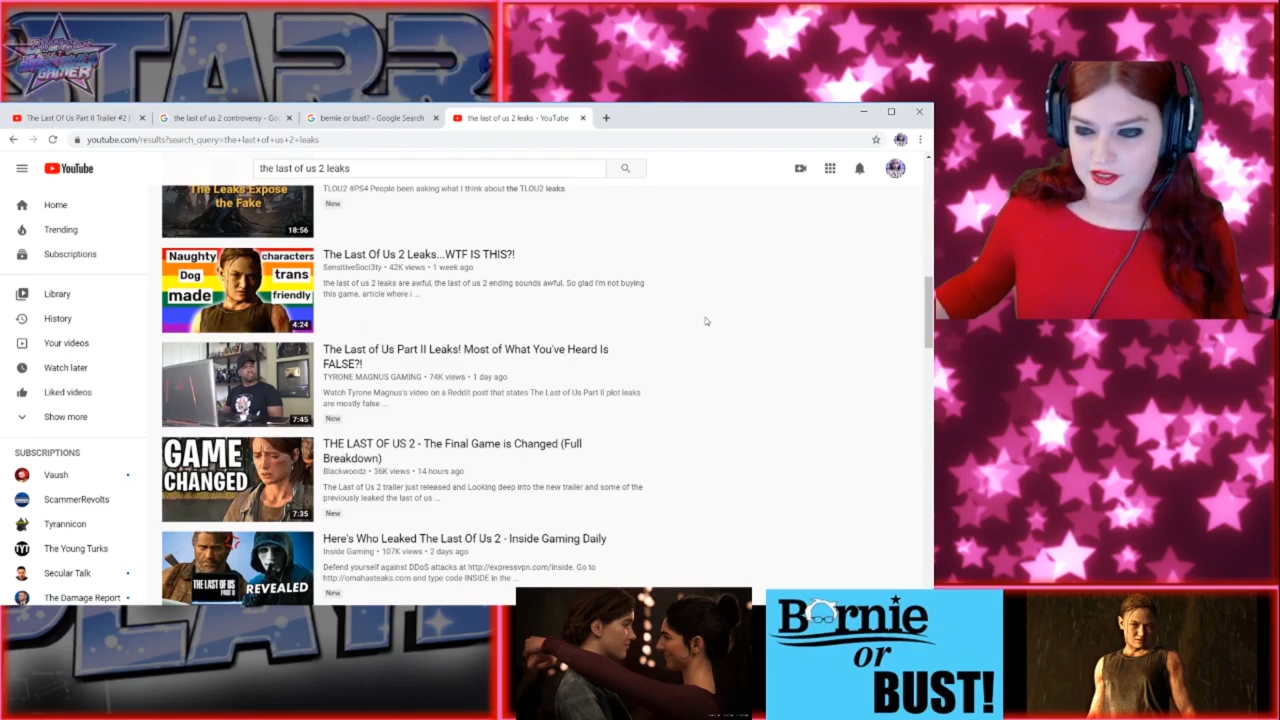 STARR
The Last Of Us Part II Trailer #2 |
the last of us 2 controversy - Go
bernie or bust? - Google Search
the last of us 2 leaks - YouTube
youtube.com/results?search_query=the+last+of+us+2+leaks
YouTube
the last of us 2 leaks
Home
Trending
Subscriptions
Library
History
Your videos
Watch later
Liked videos
Show more
SUBSCRIPTIONS
Vaush
ScammerRevolts
Tyrannicon
TYT
The Young Turks
Secular Talk
The Damage Report
The Leaks Expose
the Fake
18:56
TLOU2 #PS4 People been asking what I think about the TLOU2 leaks.
New
Naughty
characters
Dog
trans
made
friendly
4:24
The Last Of Us 2 Leaks...WTF IS THIS?!
SensitiveSoci3ty • 42K views • 1 week ago
the last of us 2 leaks are awful, the last of us 2 ending sounds awful. So glad i'm not buying
this game, article where i ...
7:45
The Last of Us Part II Leaks! Most of What You've Heard Is
FALSE?!
TYRONE MAGNUS GAMING • 74K views • 1 day ago
Watch Tyrone Magnus's video on a Reddit post that states The Last of Us Part II plot leaks
are mostly false ...
New
GAME
CHANGED
7:35
THE LAST OF US 2 - The Final Game is Changed (Full
Breakdown)
Blackwoodz • 36K views • 14 hours ago
The Last of Us 2 trailer just released and Looking deep into the new trailer and some of the
previously leaked the last of us ...
New
THE LAST OF US
PART II
REVEALED
Here's Who Leaked The Last Of Us 2 - Inside Gaming Daily
Inside Gaming • 107K views • 2 days ago
Defend yourself against DDoS attacks at http://expressvpn.com/inside. Go to
http://omahasteaks.com and type code INSIDE in the ...
New
PLAYZ
Bernie
or
BUST!